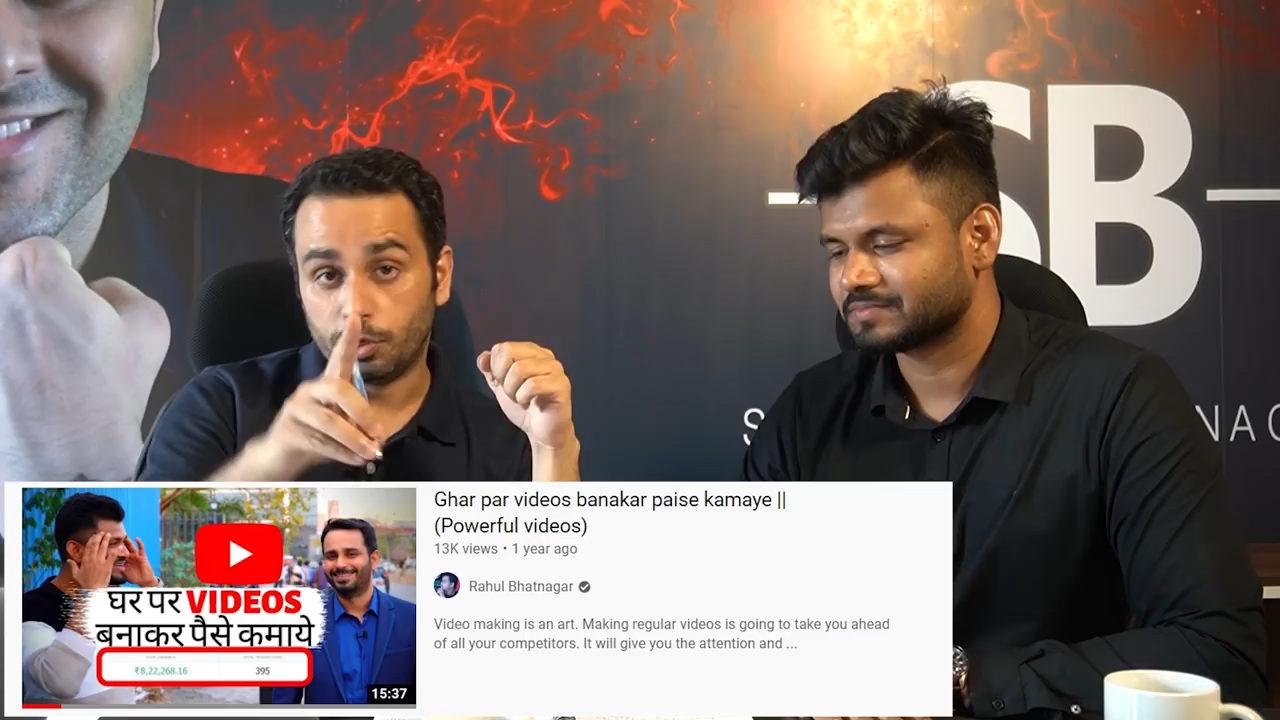 SB
Ghar par videos banakar paise kamaye ||
(Powerful videos)
13K views • 1 year ago
Rahul Bhatnagar
Video making is an art. Making regular videos is going to take you ahead
of all your competitors. It will give you the attention and ...
घर पर VIDEOS
बनाकर पैसे कमाये
₹8,22,268.16 395
15:37